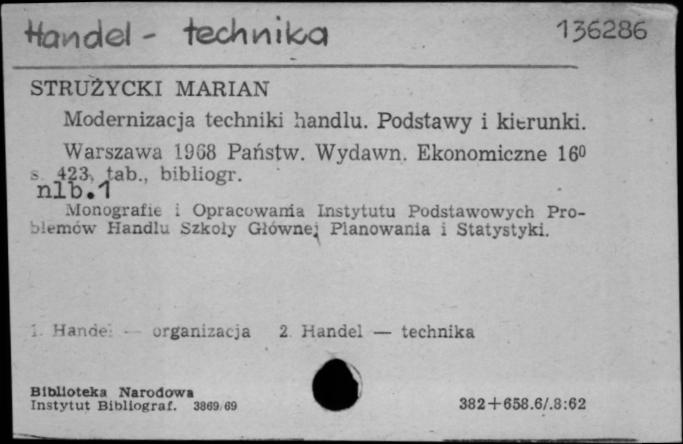 Handel - technika 136286
STRUŻYCKI MARIAN
Modernizacja techniki handlu. Podstawy i kierunki.
Warszawa 1968 Państw. Wydawn. Ekonomiczne 16⁰
s. 423, tab., bibliogr.
nlb.1
Monografie i Opracowania Instytutu Podstawowych Pro-
blemów Handlu Szkoły Głównej Planowania i Statystyki.
1. Handel — organizacja 2. Handel — technika
Biblioteka Narodowa
Instytut Bibliograf. 3869/69 382+658.6/.8:62